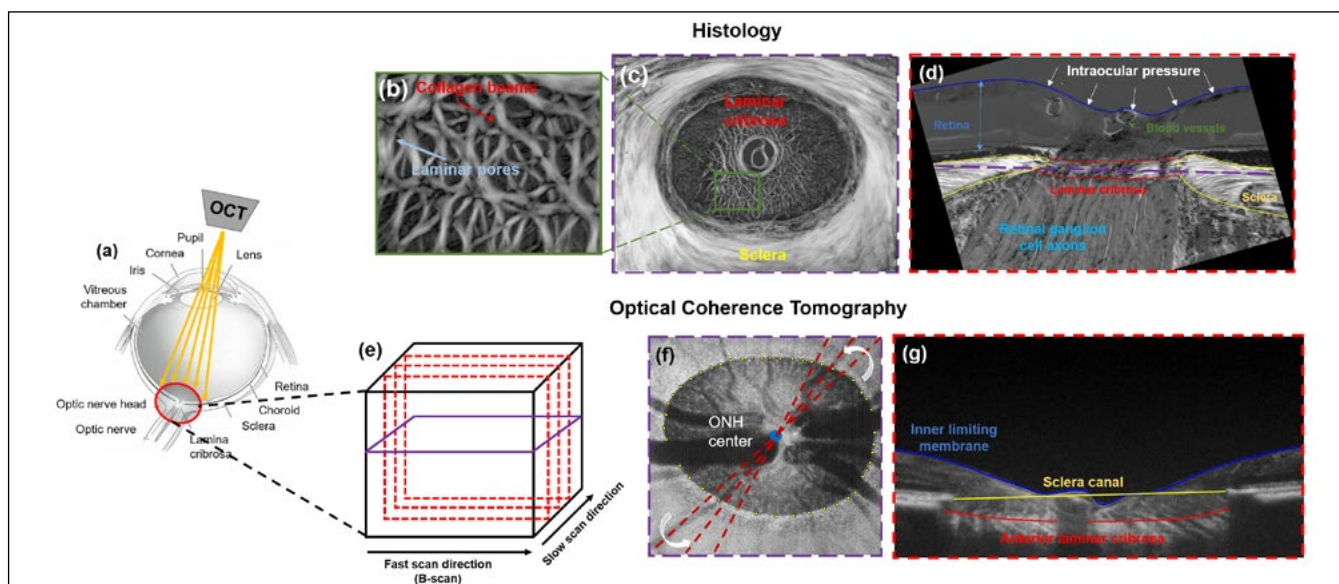 Histology
(b)
Collagen beams
Laminar pores
(c)
Laminar
cribrosa
Sclera
(d)
Intraocular pressure
Retina
Blood vessels
Laminar cribrosa
Sclera
Retinal ganglion
cell axons
OCT
(a)
Pupil
Cornea
Lens
Iris
Vitreous
chamber
Retina
Optic nerve head
Choroid
Sclera
Optic nerve
Lamina
cribrosa
Optical Coherence Tomography
(e)
Slow scan direction
Fast scan direction
(B-scan)
(f)
ONH
center
(g)
Inner limiting
membrane
Sclera canal
Anterior laminar cribrosa